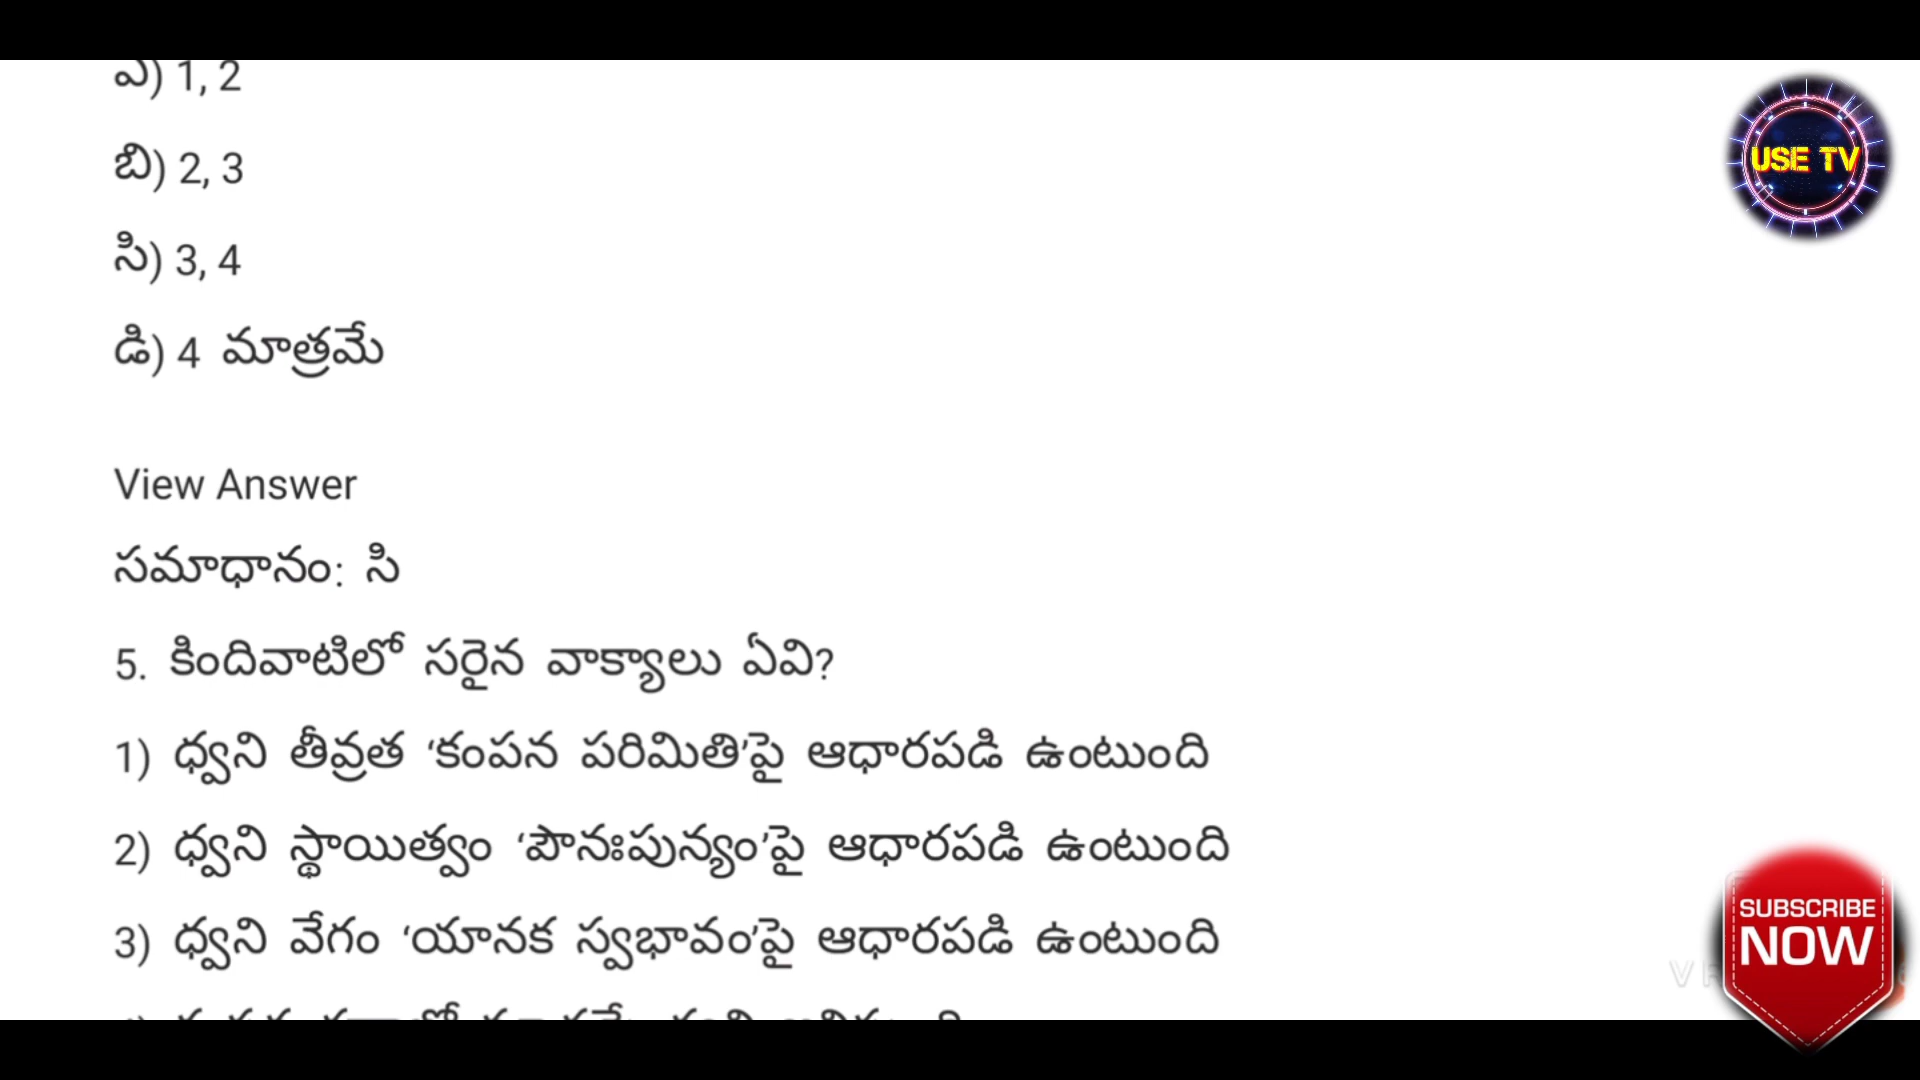 ఎ) 1, 2
బి) 2, 3
సి) 3, 4
డి) 4 మాత్రమే
View Answer
సమాధానం: సి
5. కిందివాటిలో సరైన వాక్యాలు ఏవి?
1) ధ్వని తీవ్రత ‘కంపన పరిమితి’పై ఆధారపడి ఉంటుంది
2) ధ్వని స్థాయిత్వం ‘పౌనఃపున్యం’పై ఆధారపడి ఉంటుంది
3) ధ్వని వేగం ‘యానక స్వభావం’పై ఆధారపడి ఉంటుంది
USE TV
SUBSCRIBE
NOW